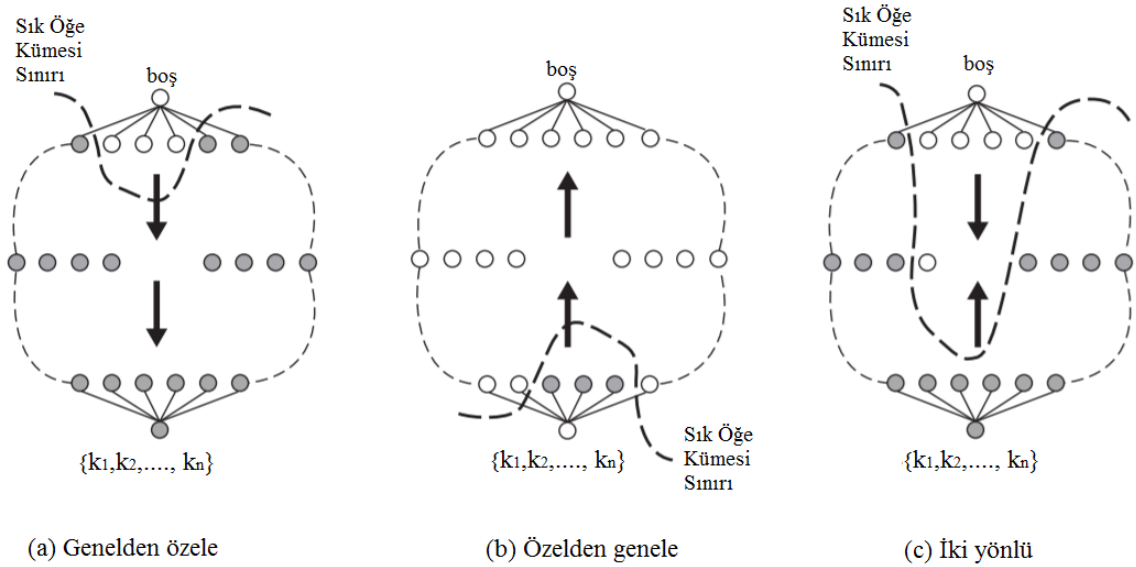 Sık Öğe
Kümesi
Sınırı
boş
{k1,k2,...., kn}
(a) Genelden özele
boş
Sık Öğe
Kümesi
Sınırı
{k1,k2,...., kn}
(b) Özelden genele
Sık Öğe
Kümesi
Sınırı
boş
{k1,k2,...., kn}
(c) İki yönlü